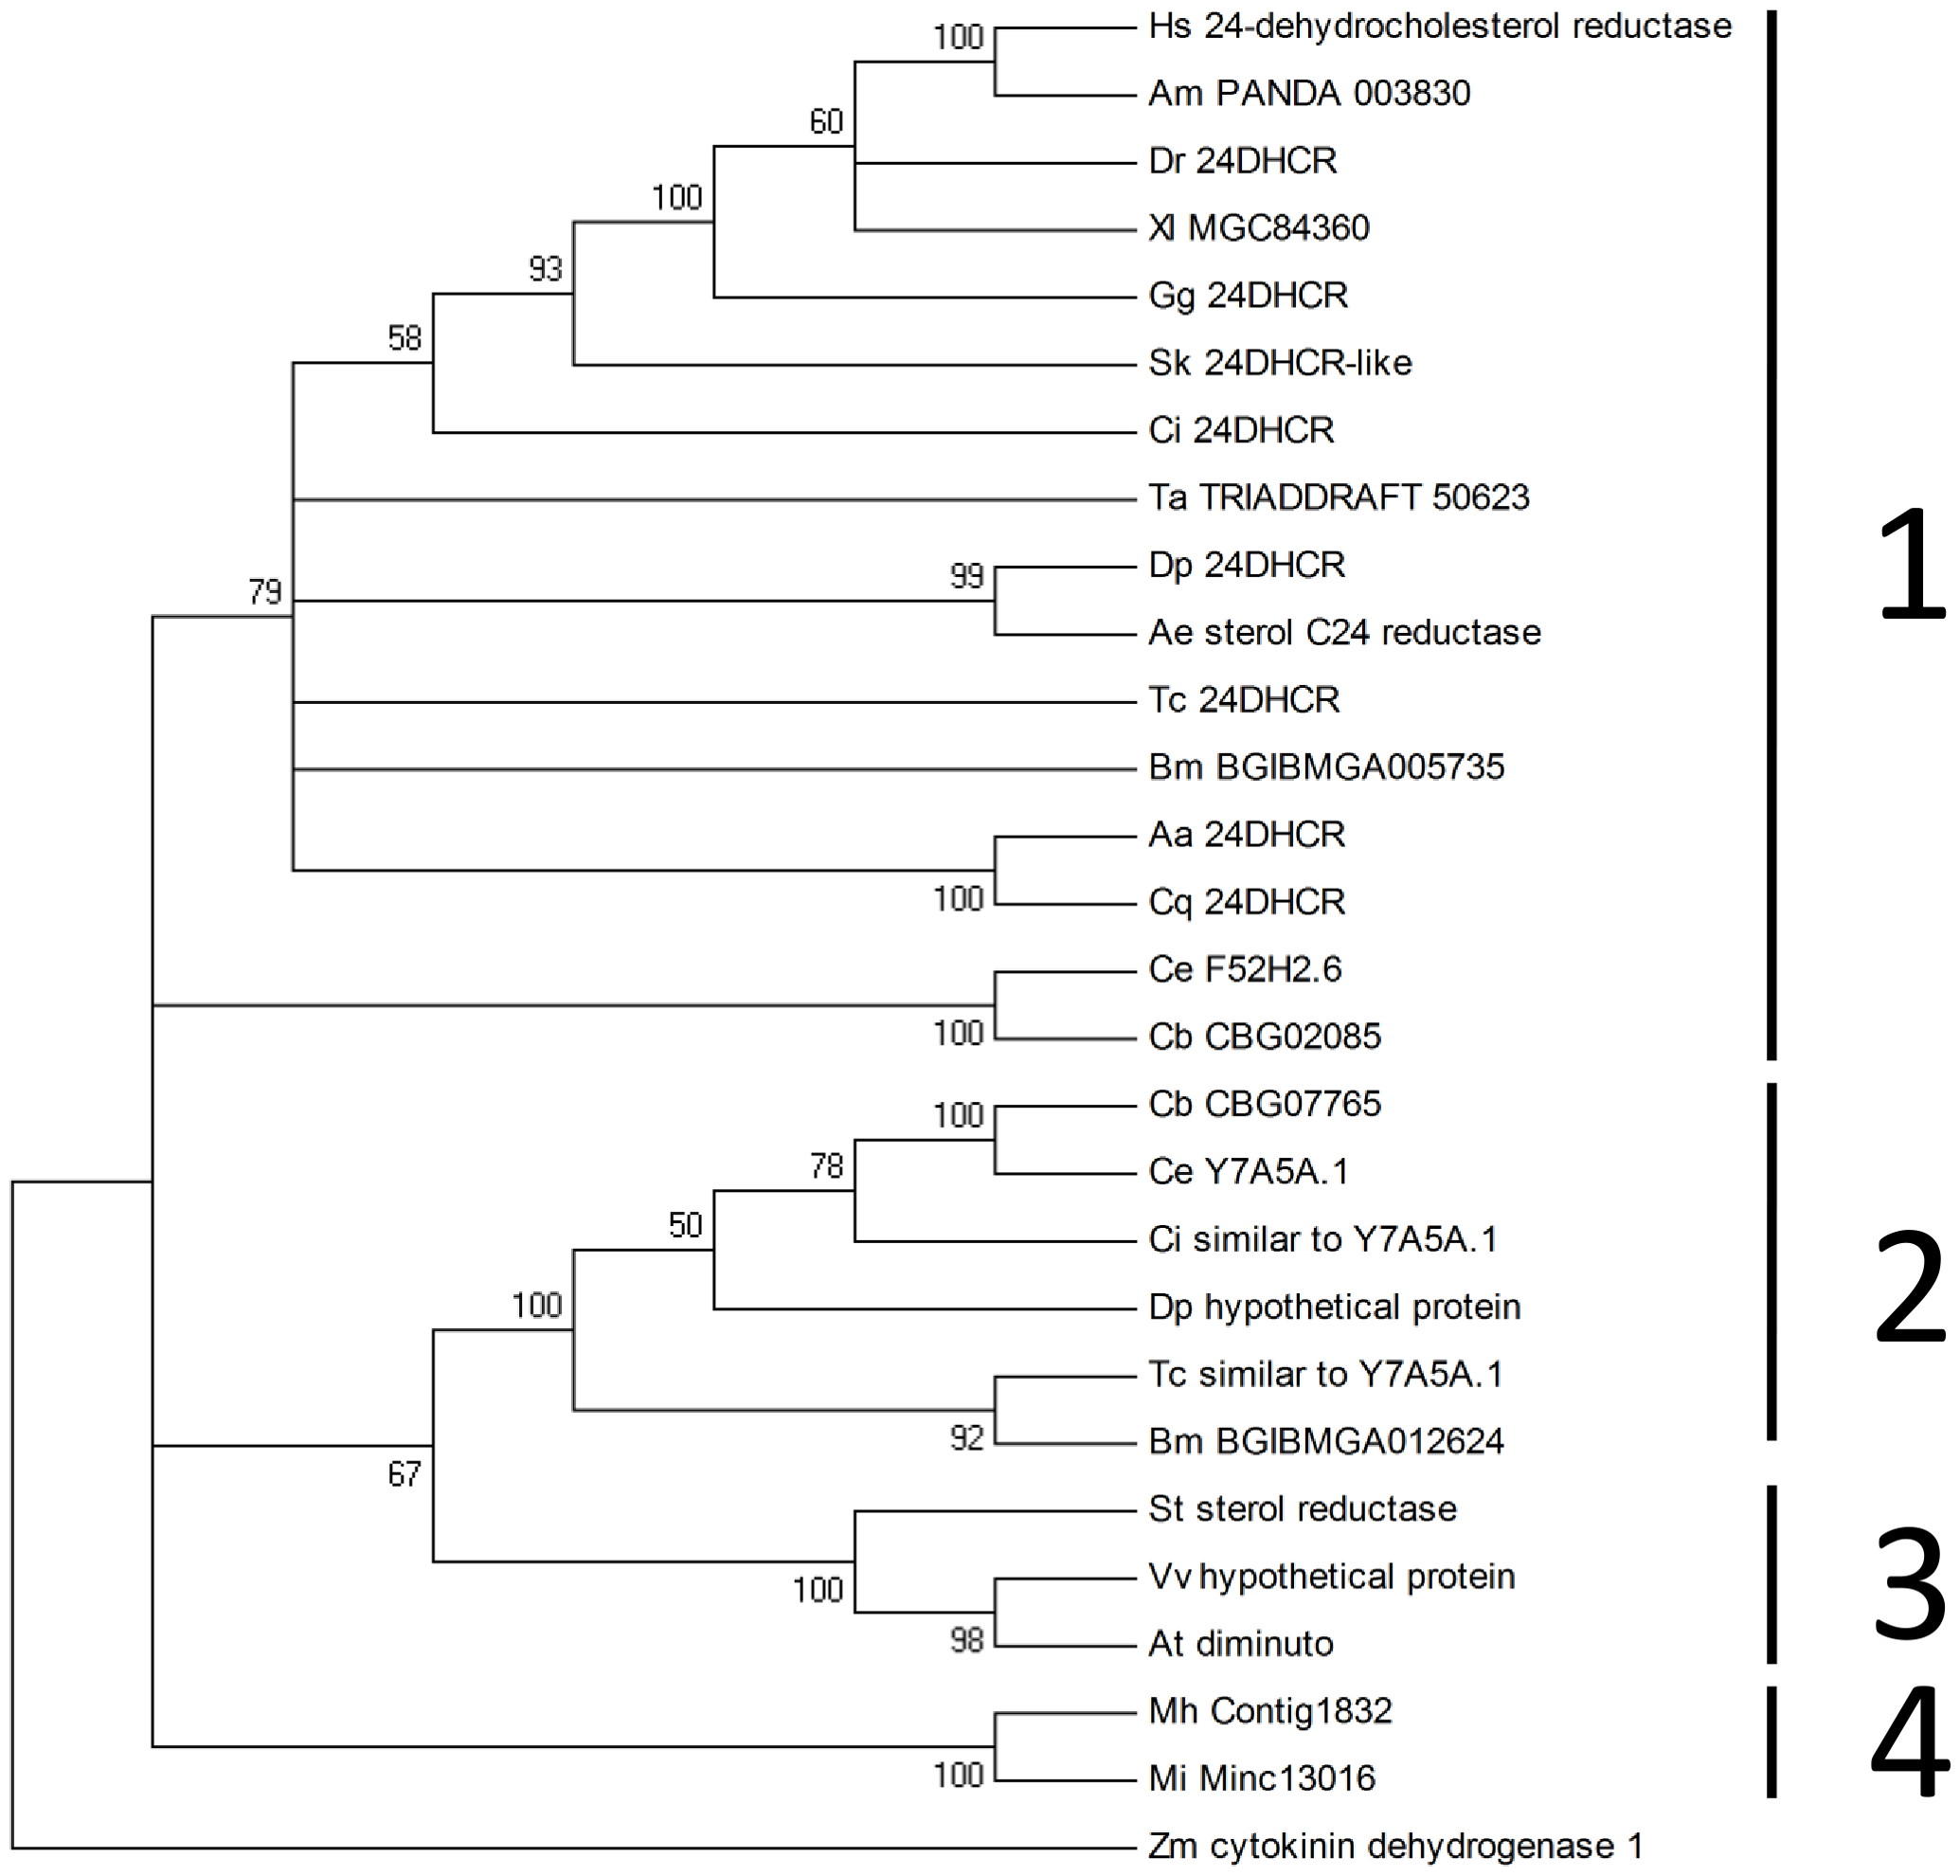 Hs 24-dehydrocholesterol reductase
100
Am PANDA 003830
60
Dr 24DHCR
100
Xl MGC84360
93
Gg 24DHCR
58
Sk 24DHCR-like
Ci 24DHCR
Ta TRIADDRAFT 50623
1
Dp 24DHCR
99
79
Ae sterol C24 reductase
Tc 24DHCR
Bm BGIBMGA005735
Aa 24DHCR
100
Cq 24DHCR
Ce F52H2.6
100
Cb CBG02085
Cb CBG07765
100
78
Ce Y7A5A.1
50
Ci similar to Y7A5A.1
2
100
Dp hypothetical protein
Tc similar to Y7A5A.1
92
Bm BGIBMGA012624
67
St sterol reductase
3
100
Vv hypothetical protein
98
At diminuto
Mh Contig1832
4
100
Mi Minc13016
Zm cytokinin dehydrogenase 1